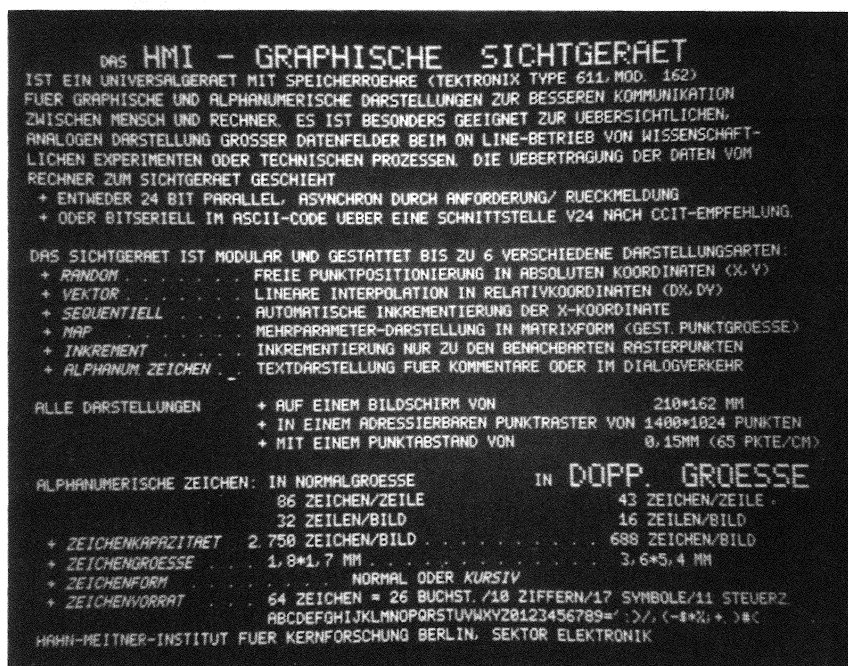 DAS HMI - GRAPHISCHE SICHTGERAET
IST EIN UNIVERSALGERAET MIT SPEICHERROEHRE (TEKTRONIX TYPE 611, MOD. 162)
FUER GRAPHISCHE UND ALPHANUMERISCHE DARSTELLUNGEN ZUR BESSEREN KOMMUNIKATION
ZWISCHEN MENSCH UND RECHNER. ES IST BESONDERS GEEIGNET ZUR UEBERSICHTLICHEN,
ANALOGEN DARSTELLUNG GROSSER DATENFELDER BEIM ON LINE-BETRIEB VON WISSENSCHAFT-
LICHEN EXPERIMENTEN ODER TECHNISCHEN PROZESSEN. DIE UEBERTRAGUNG DER DATEN VOM
RECHNER ZUM SICHTGERAET GESCHIEHT
+ ENTWEDER 24 BIT PARALLEL, ASYNCHRON DURCH ANFORDERUNG/ RUECKMELDUNG
+ ODER BITSERIELL IM ASCII-CODE UEBER EINE SCHNITTSTELLE V24 NACH CCIT-EMPFEHLUNG.
DAS SICHTGERAET IST MODULAR UND GESTATTET BIS ZU 6 VERSCHIEDENE DARSTELLUNGSARTEN:
+ RANDOM . . . . . . . FREIE PUNKTPOSITIONIERUNG IN ABSOLUTEN KOORDINATEN (X,Y)
+ VEKTOR . . . . . . . LINEARE INTERPOLATION IN RELATIVKOORDINATEN (DX,DY)
+ SEQUENTIELL . . . . . AUTOMATISCHE INKREMENTIERUNG DER X-KOORDINATE
+ MAP . . . . . . . . . MEHRPARAMETER-DARSTELLUNG IN MATRIXFORM (GEST.PUNKTGROESSE)
+ INKREMENT . . . . . . INKREMENTIERUNG NUR ZU DEN BENACHBARTEN RASTERPUNKTEN
+ ALPHANUM.ZEICHEN . . TEXTDARSTELLUNG FUER KOMMENTARE ODER IM DIALOGVERKEHR
ALLE DARSTELLUNGEN + AUF EINEM BILDSCHIRM VON 210*162 MM
+ IN EINEM ADRESSIERBAREN PUNKTRASTER VON 1400*1024 PUNKTEN
+ MIT EINEM PUNKTABSTAND VON 0,15MM (65 PKTE/CM)
ALPHANUMERISCHE ZEICHEN: IN NORMALGROESSE IN DOPP. GROESSE
86 ZEICHEN/ZEILE 43 ZEICHEN/ZEILE
32 ZEILEN/BILD 16 ZEILEN/BILD
+ ZEICHENKAPAZITAET 2.750 ZEICHEN/BILD . . . . . . . . . . . 688 ZEICHEN/BILD
+ ZEICHENGROESSE . . . 1,8*1,7 MM . . . . . . . . . . . . . . . 3,6*5,4 MM
+ ZEICHENFORM . . . . . . . . . NORMAL ODER KURSIV
+ ZEICHENVORRAT . . . 64 ZEICHEN = 26 BUCHST./10 ZIFFERN/17 SYMBOLE/11 STEUERZ.
ABCDEFGHIJKLMNOPQRSTUVWXYZ0123456789=':>/,(-$*%;+.)#<
HAHN-MEITNER-INSTITUT FUER KERNFORSCHUNG BERLIN, SEKTOR ELEKTRONIK